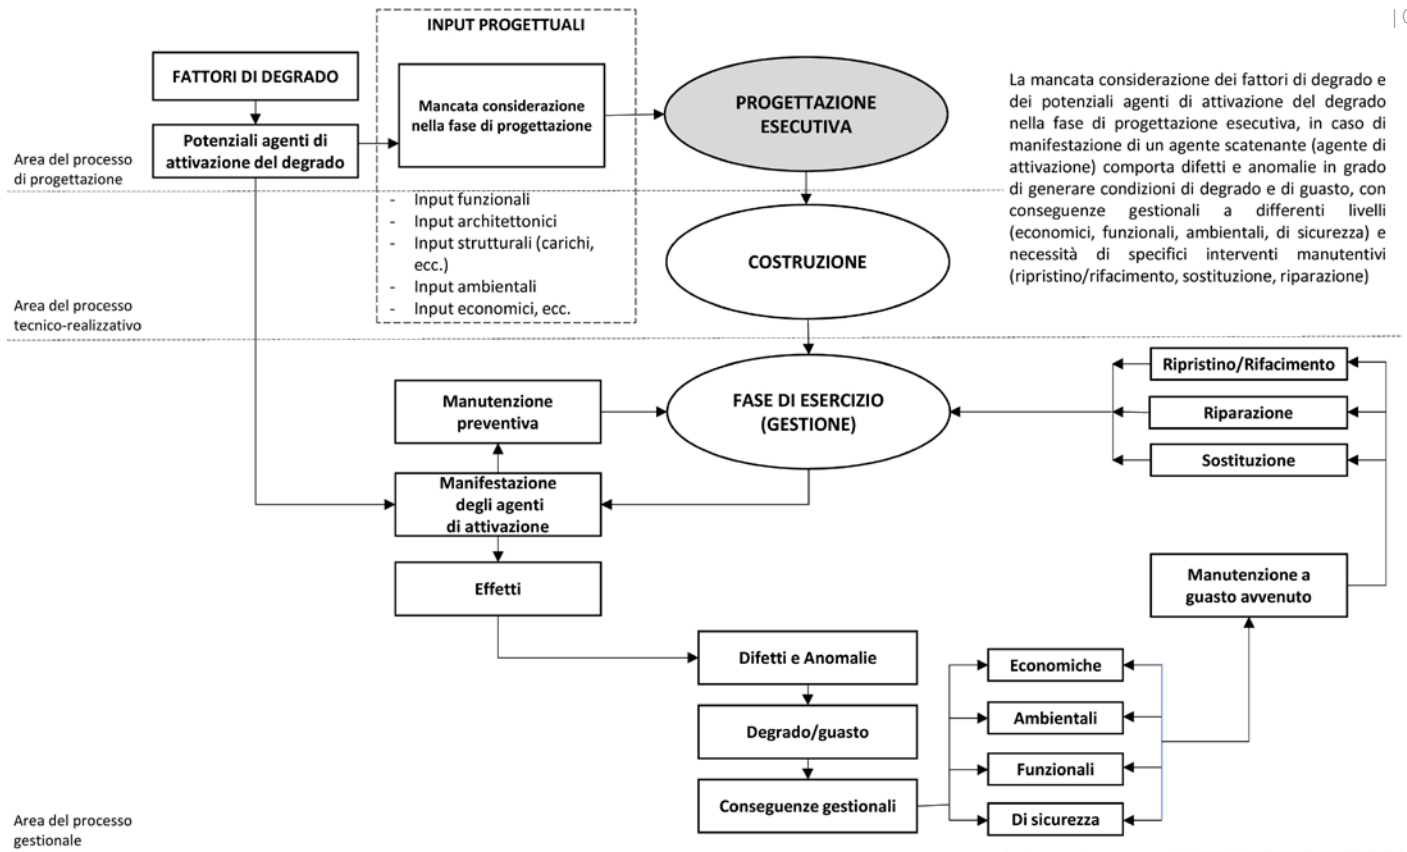 INPUT PROGETTUALI
FATTORI DI DEGRADO
Potenziali agenti di
attivazione del degrado
Mancata considerazione
nella fase di progettazione
PROGETTAZIONE
ESECUTIVA
La mancata considerazione dei fattori di degrado e
dei potenziali agenti di attivazione del degrado
nella fase di progettazione esecutiva, in caso di
manifestazione di un agente scatenante (agente di
attivazione) comporta difetti e anomalie in grado
di generare condizioni di degrado e di guasto, con
conseguenze gestionali a differenti livelli
(economici, funzionali, ambientali, di sicurezza) e
necessità di specifici interventi manutentivi
(ripristino/rifacimento, sostituzione, riparazione)
Area del processo
di progettazione
- Input funzionali
- Input architettonici
- Input strutturali (carichi,
ecc.)
- Input ambientali
- Input economici, ecc.
COSTRUZIONE
Area del processo
tecnico-realizzativo
Manutenzione
preventiva
FASE DI ESERCIZIO
(GESTIONE)
Ripristino/Rifacimento
Riparazione
Sostituzione
Manifestazione
degli agenti
di attivazione
Effetti
Manutenzione a
guasto avvenuto
Difetti e Anomalie
Degrado/guasto
Conseguenze gestionali
Economiche
Ambientali
Funzionali
Di sicurezza
Area del processo
gestionale